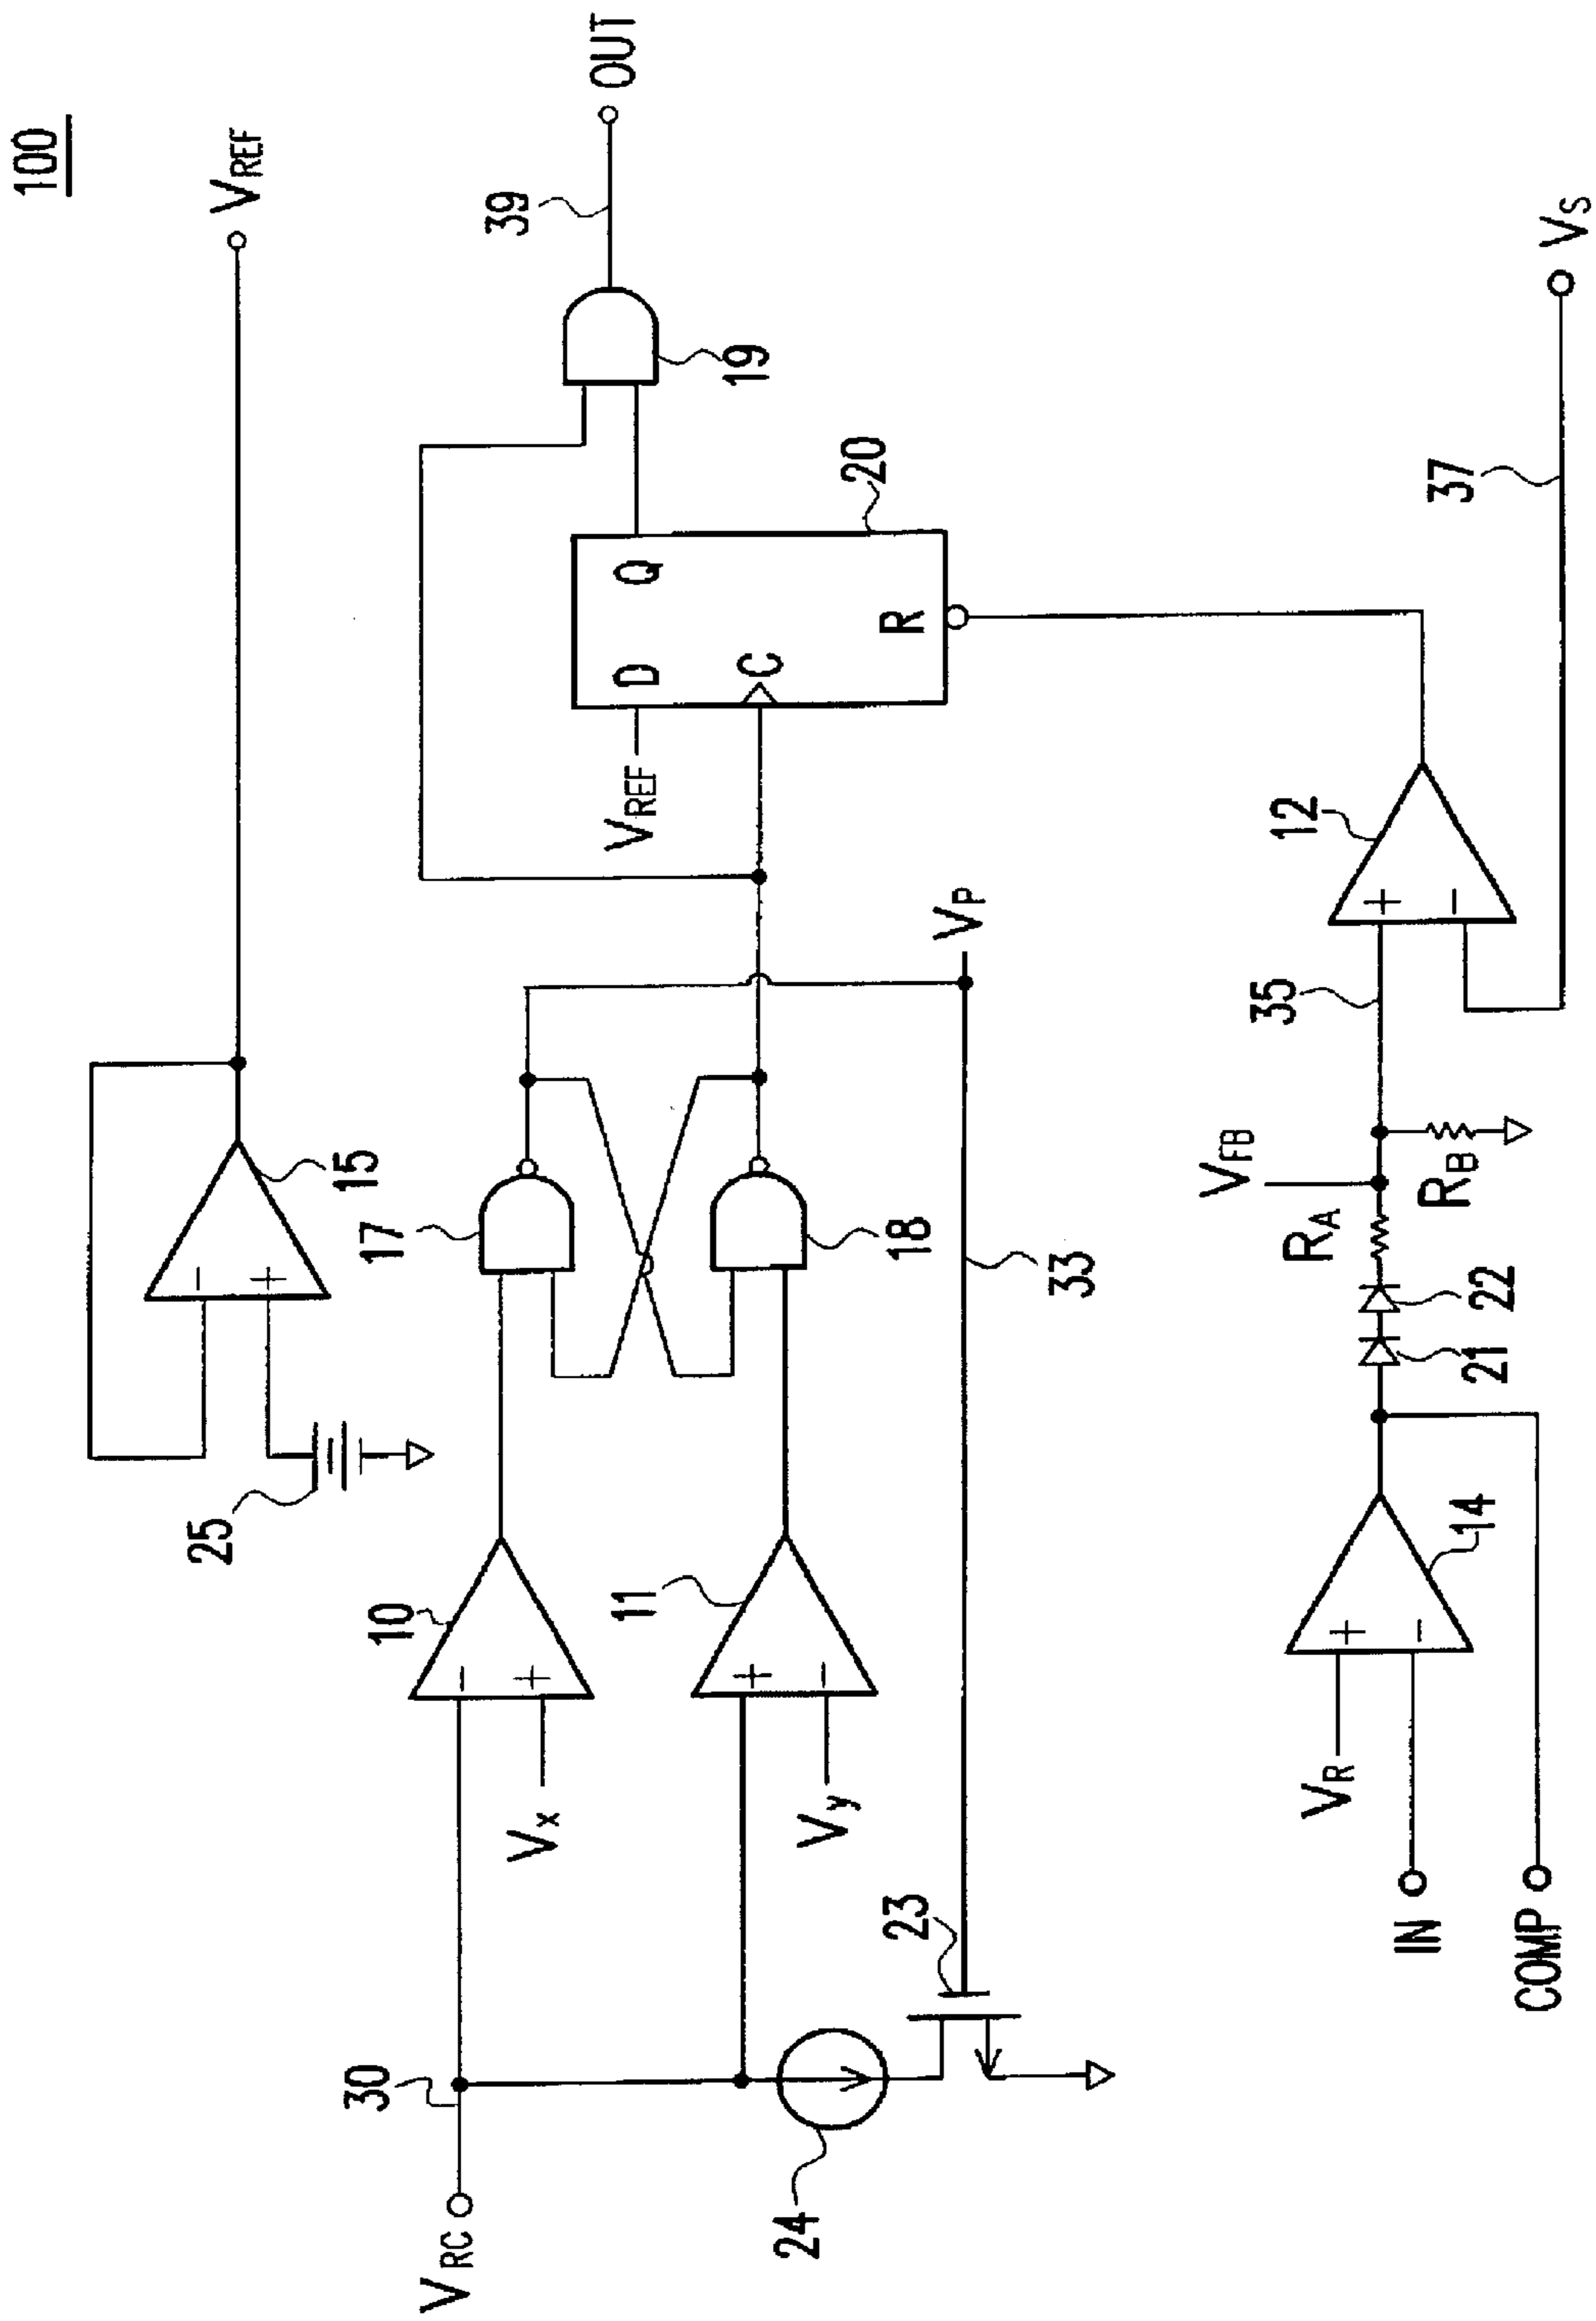 100
VREF
25
15
39
OUT
10
17
VRC
30
Vx
-
+
11
18
Vy
+
-
VREF
D
Q
C
R
20
19
24
23
33
VP
VR
IN
COMP
+
-
14
21
22
RA
VFB
RB
35
12
+
-
37
VS
-
+